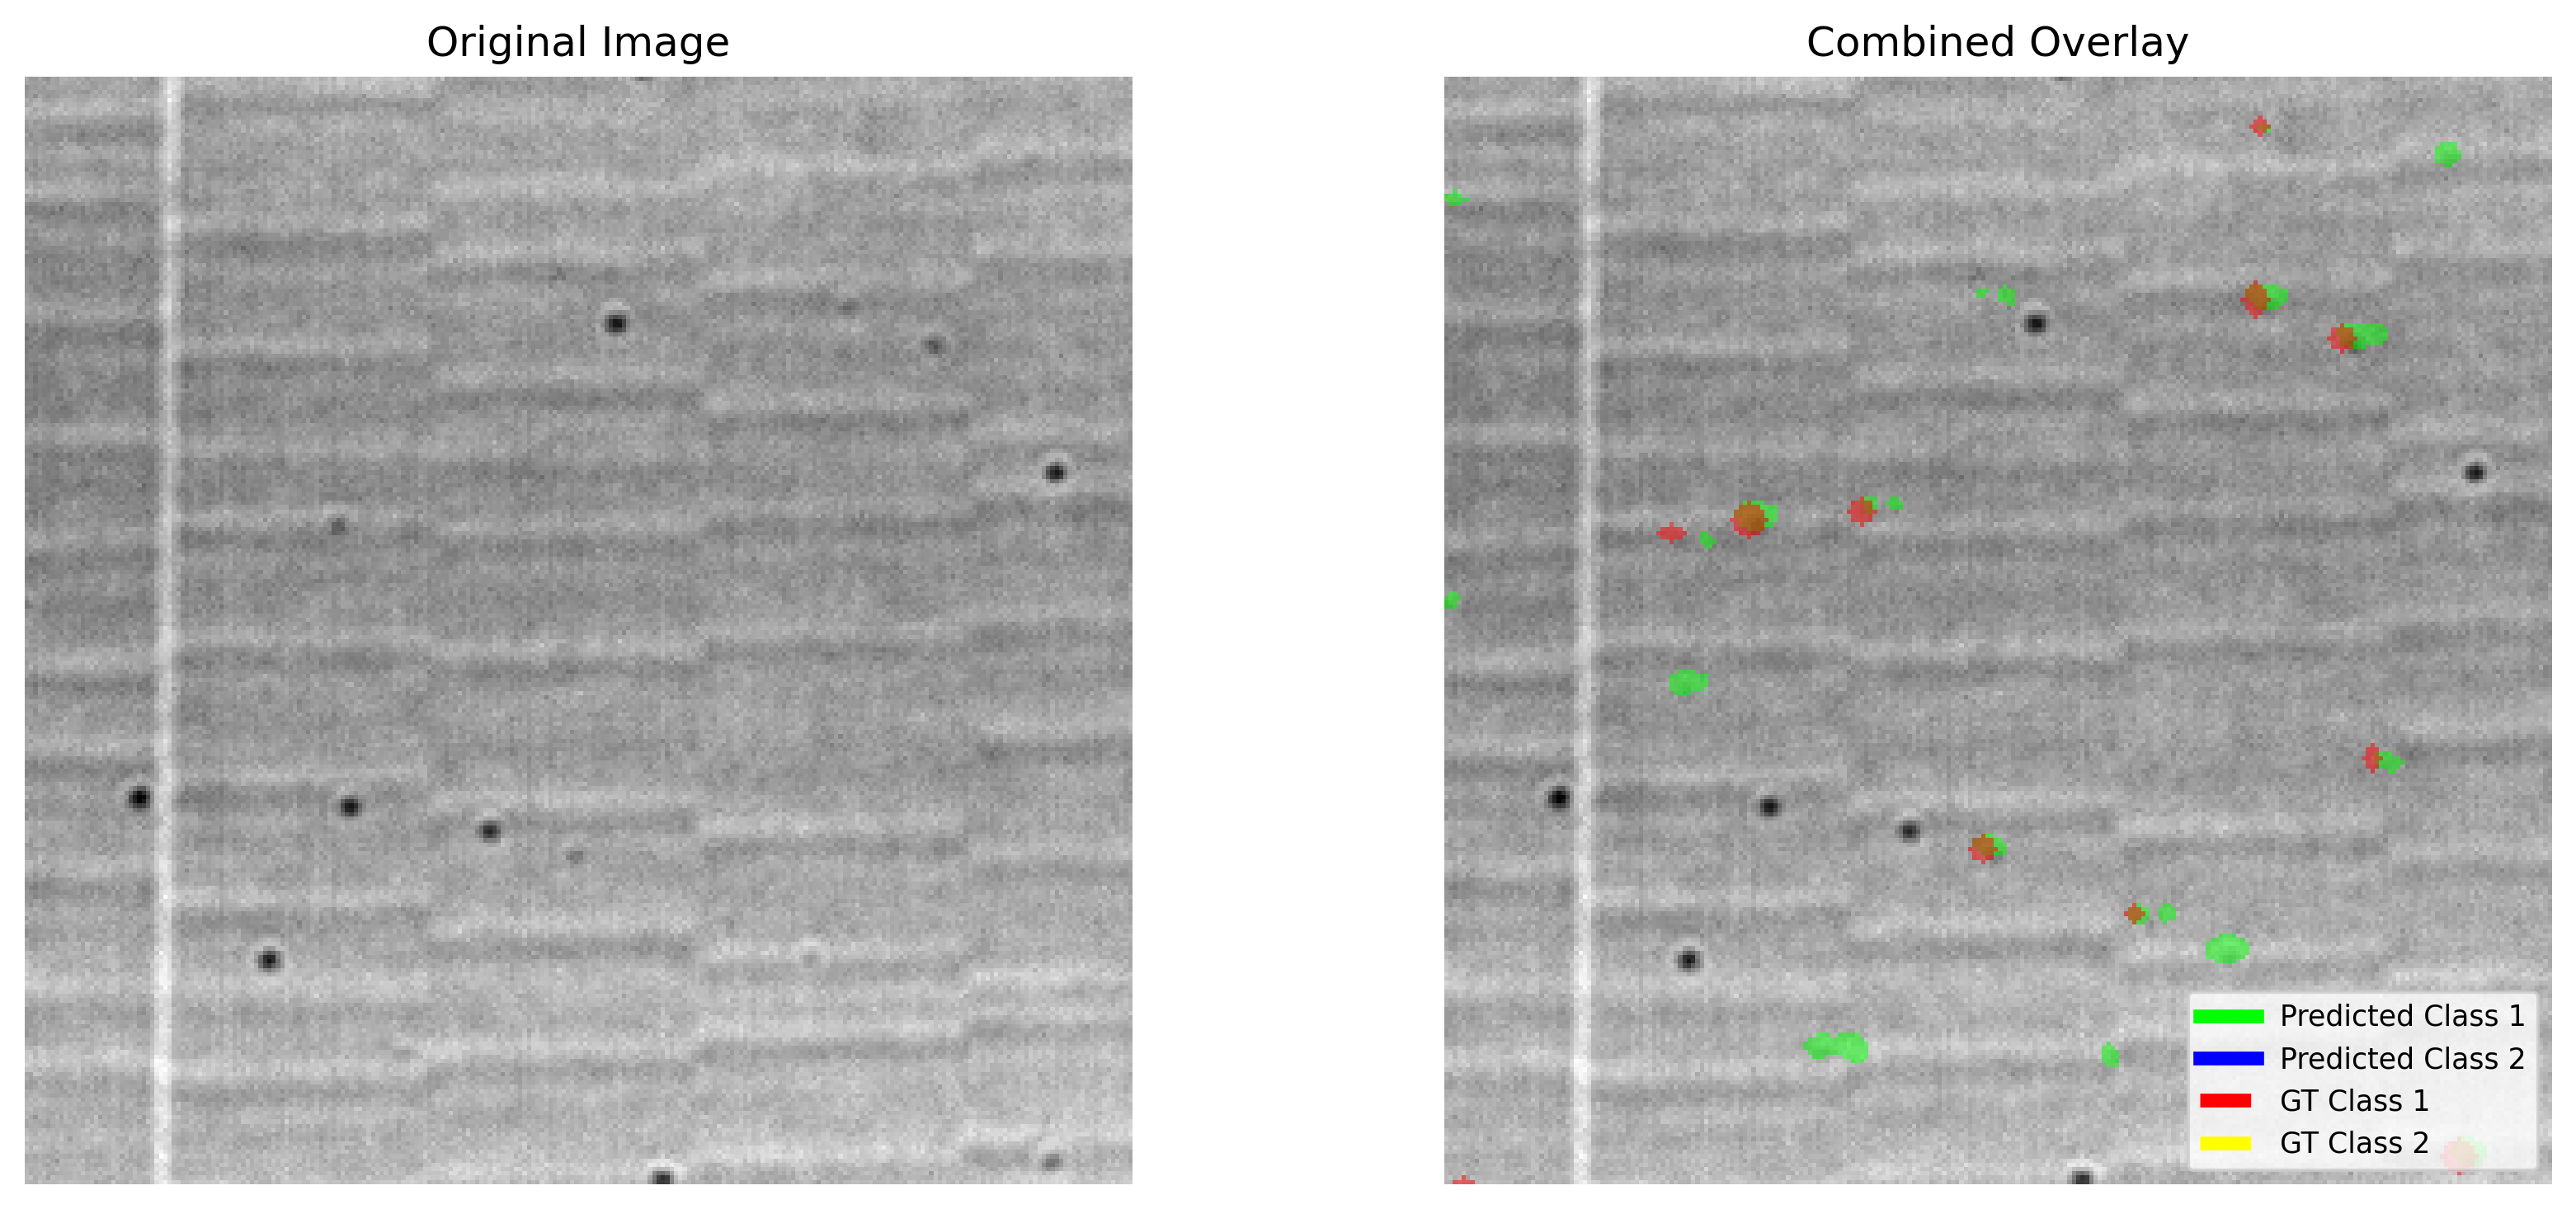 Original Image
Combined Overlay
Predicted Class 1
Predicted Class 2
GT Class 1
GT Class 2